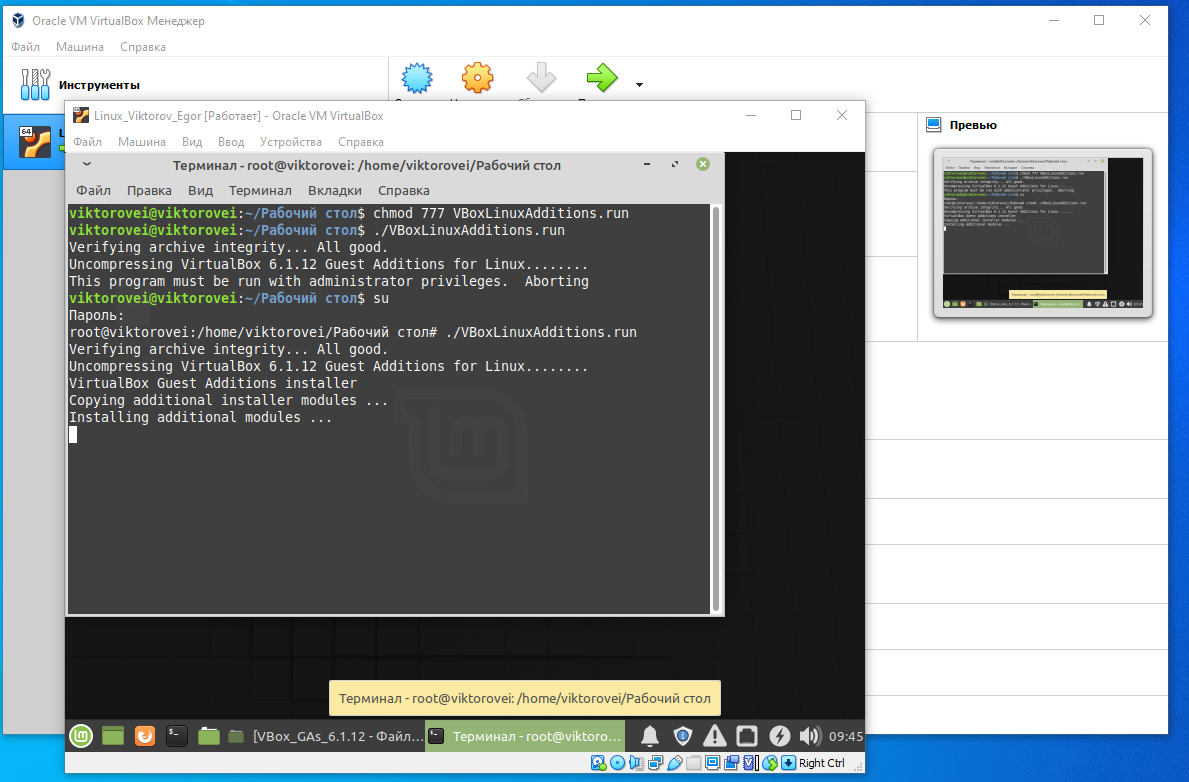 Oracle VM VirtualBox Менеджер
Файл Машина Справка
Инструменты
64
Linux_Viktorov_Egor [Работает] - Oracle VM VirtualBox
Файл Машина Вид Ввод Устройства Справка
Превью
Терминал - root@viktorovei: /home/viktorovei/Рабочий стол
Файл Правка Вид Терминал Вкладки Справка
viktorovei@viktorovei:~/Рабочий стол$ chmod 777 VBoxLinuxAdditions.run
viktorovei@viktorovei:~/Рабочий стол$ ./VBoxLinuxAdditions.run
Verifying archive integrity... All good.
Uncompressing VirtualBox 6.1.12 Guest Additions for Linux........
This program must be run with administrator privileges.  Aborting
viktorovei@viktorovei:~/Рабочий стол$ su
Пароль:
root@viktorovei:/home/viktorovei/Рабочий стол# ./VBoxLinuxAdditions.run
Verifying archive integrity... All good.
Uncompressing VirtualBox 6.1.12 Guest Additions for Linux........
VirtualBox Guest Additions installer
Copying additional installer modules ...
Installing additional modules ...
Терминал - root@viktorovei: /home/viktorovei/Рабочий стол
[VBox_GAs_6.1.12 - Файл... Терминал - root@viktoro... 09:45
Right Ctrl